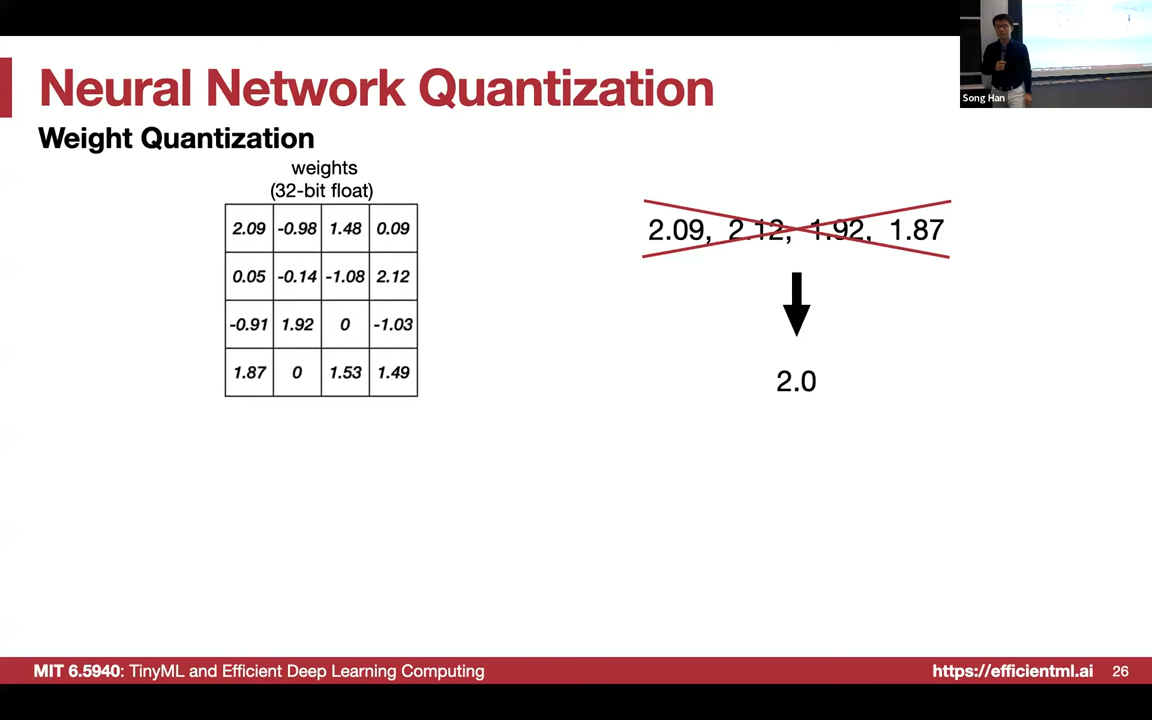 Neural Network Quantization
Song Han
Weight Quantization
weights
(32-bit float)
2.09 -0.98 1.48 0.09
0.05 -0.14 -1.08 2.12
-0.91 1.92 0 -1.03
1.87 0 1.53 1.49
2.09, 2.12, 1.92, 1.87
2.0
MIT 6.5940: TinyML and Efficient Deep Learning Computing
https://efficientml.ai 26